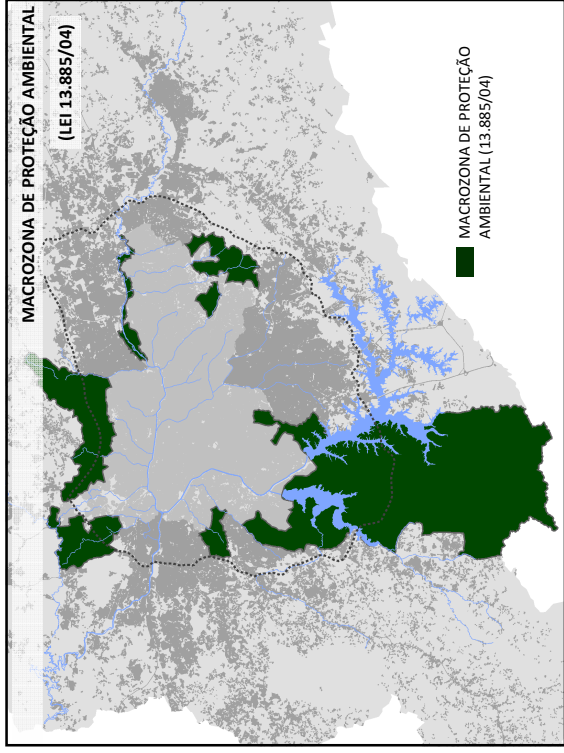 MACROZONA DE PROTEÇÃO AMBIENTAL
(LEI 13.885/04)
MACROZONA DE PROTEÇÃO
AMBIENTAL (13.885/04)